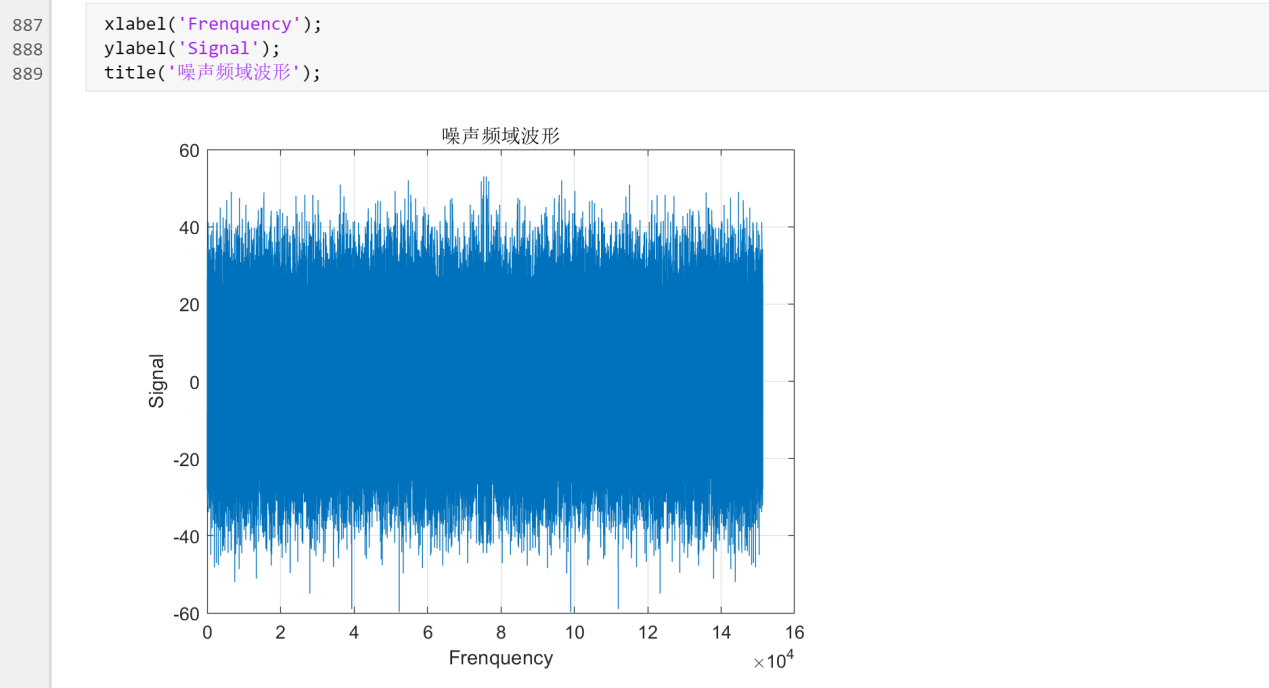 887 xlabel('Frenquency');
888 ylabel('Signal');
889 title('噪声频域波形');
噪声频域波形
60
40
20
0
-20
-40
-60
Signal
0 2 4 6 8 10 12 14 16
Frenquency
×10⁴